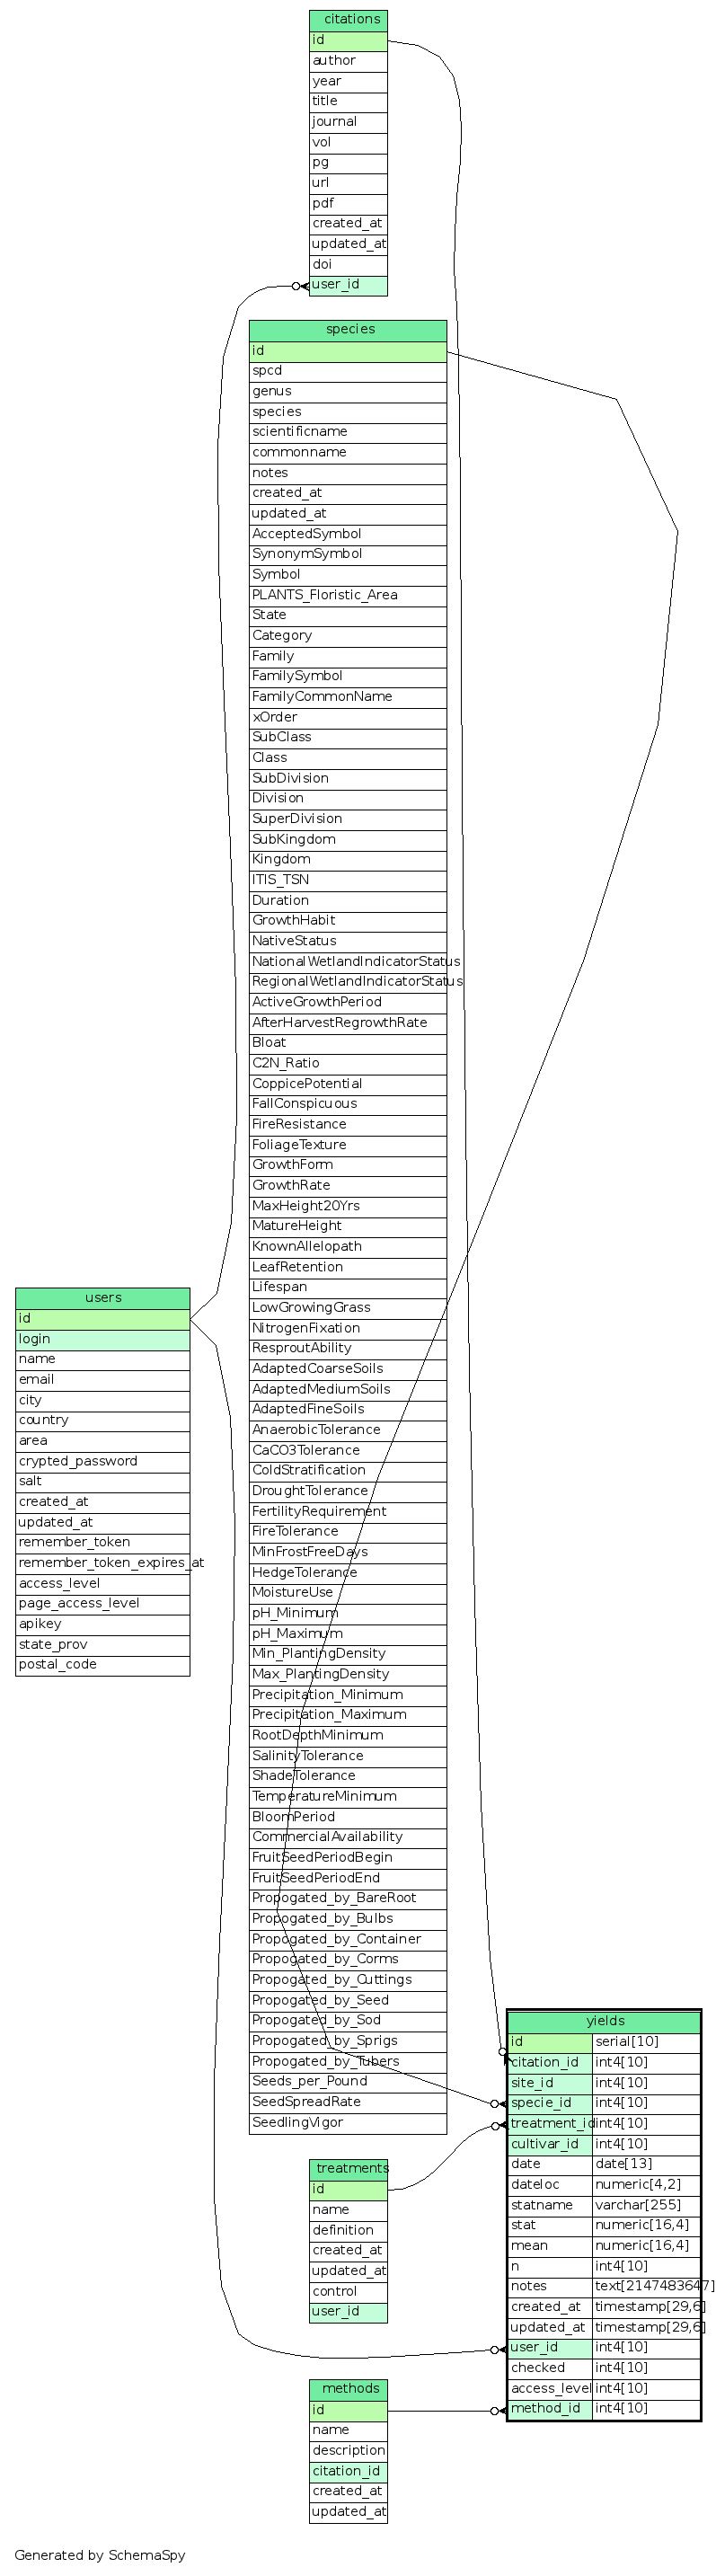 citations
id
author
year
title
journal
vol
pg
url
pdf
created_at
updated_at
doi
user_id
species
id
spcd
genus
species
scientificname
commonname
notes
created_at
updated_at
AcceptedSymbol
SynonymSymbol
Symbol
PLANTS_Floristic_Area
State
Category
Family
FamilySymbol
FamilyCommonName
xOrder
SubClass
Class
SubDivision
Division
SuperDivision
SubKingdom
Kingdom
ITIS_TSN
Duration
GrowthHabit
NativeStatus
NationalWetlandIndicatorStatus
RegionalWetlandIndicatorStatus
ActiveGrowthPeriod
AfterHarvestRegrowthRate
Bloat
C2N_Ratio
CoppicePotential
FallConspicuous
FireResistance
FoliageTexture
GrowthForm
GrowthRate
MaxHeight20Yrs
MatureHeight
KnownAllelopath
LeafRetention
Lifespan
LowGrowingGrass
NitrogenFixation
ResproutAbility
AdaptedCoarseSoils
AdaptedMediumSoils
AdaptedFineSoils
AnaerobicTolerance
CaCO3Tolerance
ColdStratification
DroughtTolerance
FertilityRequirement
FireTolerance
MinFrostFreeDays
HedgeTolerance
MoistureUse
pH_Minimum
pH_Maximum
Min_PlantingDensity
Max_PlantingDensity
Precipitation_Minimum
Precipitation_Maximum
RootDepthMinimum
SalinityTolerance
ShadeTolerance
TemperatureMinimum
BloomPeriod
CommercialAvailability
FruitSeedPeriodBegin
FruitSeedPeriodEnd
Propogated_by_BareRoot
Propogated_by_Bulbs
Propogated_by_Container
Propogated_by_Corms
Propogated_by_Cuttings
Propogated_by_Seed
Propogated_by_Sod
Propogated_by_Sprigs
Propogated_by_Tubers
Seeds_per_Pound
SeedSpreadRate
SeedlingVigor
users
id
login
name
email
city
country
area
crypted_password
salt
created_at
updated_at
remember_token
remember_token_expires_at
access_level
page_access_level
apikey
state_prov
postal_code
yields
id serial[10]
citation_id int4[10]
site_id int4[10]
specie_id int4[10]
treatment_id int4[10]
cultivar_id int4[10]
date date[13]
dateloc numeric[4,2]
statname varchar[255]
stat numeric[16,4]
mean numeric[16,4]
n int4[10]
notes text[2147483647]
created_at timestamp[29,6]
updated_at timestamp[29,6]
user_id int4[10]
checked int4[10]
access_level int4[10]
method_id int4[10]
treatments
id
name
definition
created_at
updated_at
control
user_id
methods
id
name
description
citation_id
created_at
updated_at
Generated by SchemaSpy